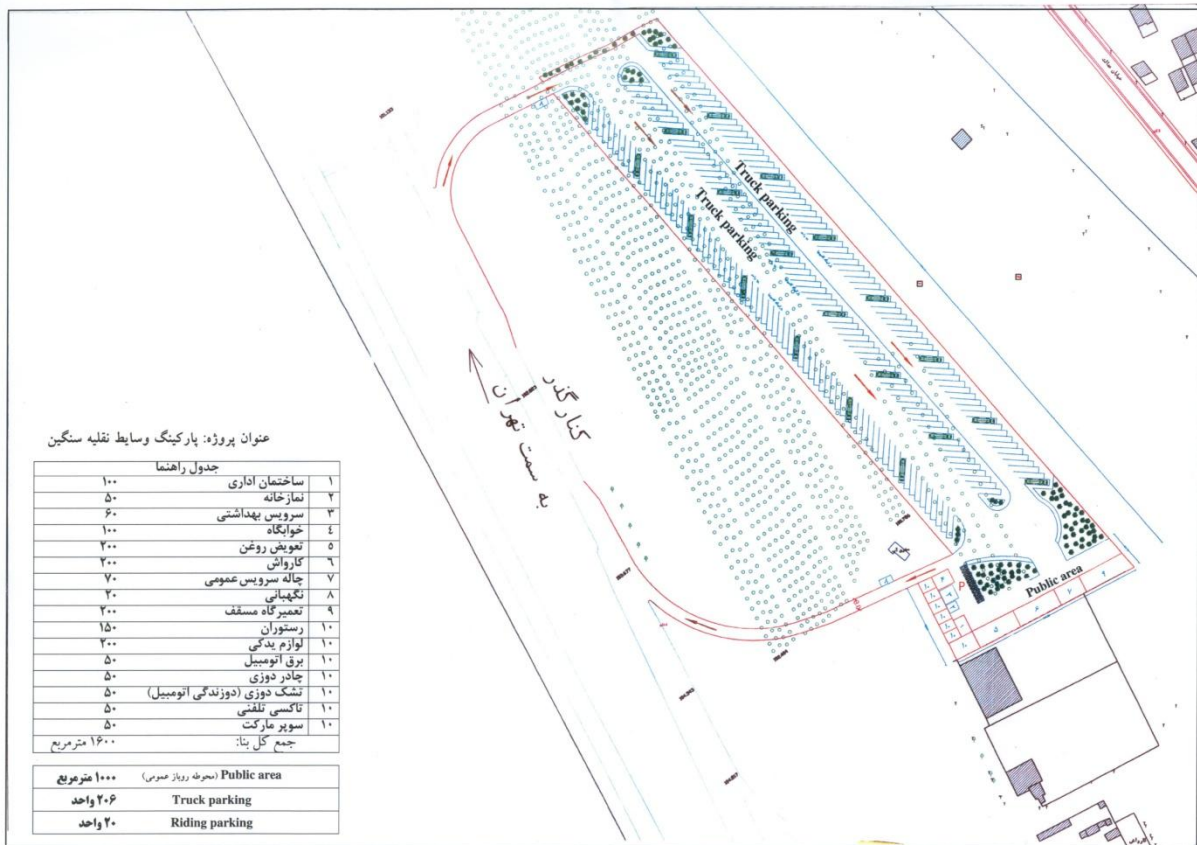 عنوان پروژه: پارکینگ وسایط نقلیه سنگین
جدول راهنما
۱ ساختمان اداری ۱۰۰
۲ نمازخانه ۵۰
۳ سرویس بهداشتی ۶۰
٤ خوابگاه ۱۰۰
۵ تعویض روغن ۲۰۰
٦ کارواش ۲۰۰
۷ چاله سرویس عمومی ۷۰
۸ نگهبانی ۲۰
۹ تعمیرگاه مسقف ۲۰۰
۱۰ رستوران ۱۵۰
۱۰ لوازم یدکی ۲۰۰
۱۰ برق اتومبیل ۵۰
۱۰ چادر دوزی ۵۰
۱۰ تشک دوزی (دوزندگی اتومبیل) ۵۰
۱۰ تاکسی تلفنی ۵۰
۱۰ سوپر مارکت ۵۰
جمع کل بنا: ۱۶۰۰ مترمربع
Public area (محوطه روباز عمومی) ۱۰۰۰ مترمربع
Truck parking ۲۰۶ واحد
Riding parking ۲۰ واحد
Truck parking
Truck parking
کنار گذر
به سمت تهران
Public area
P